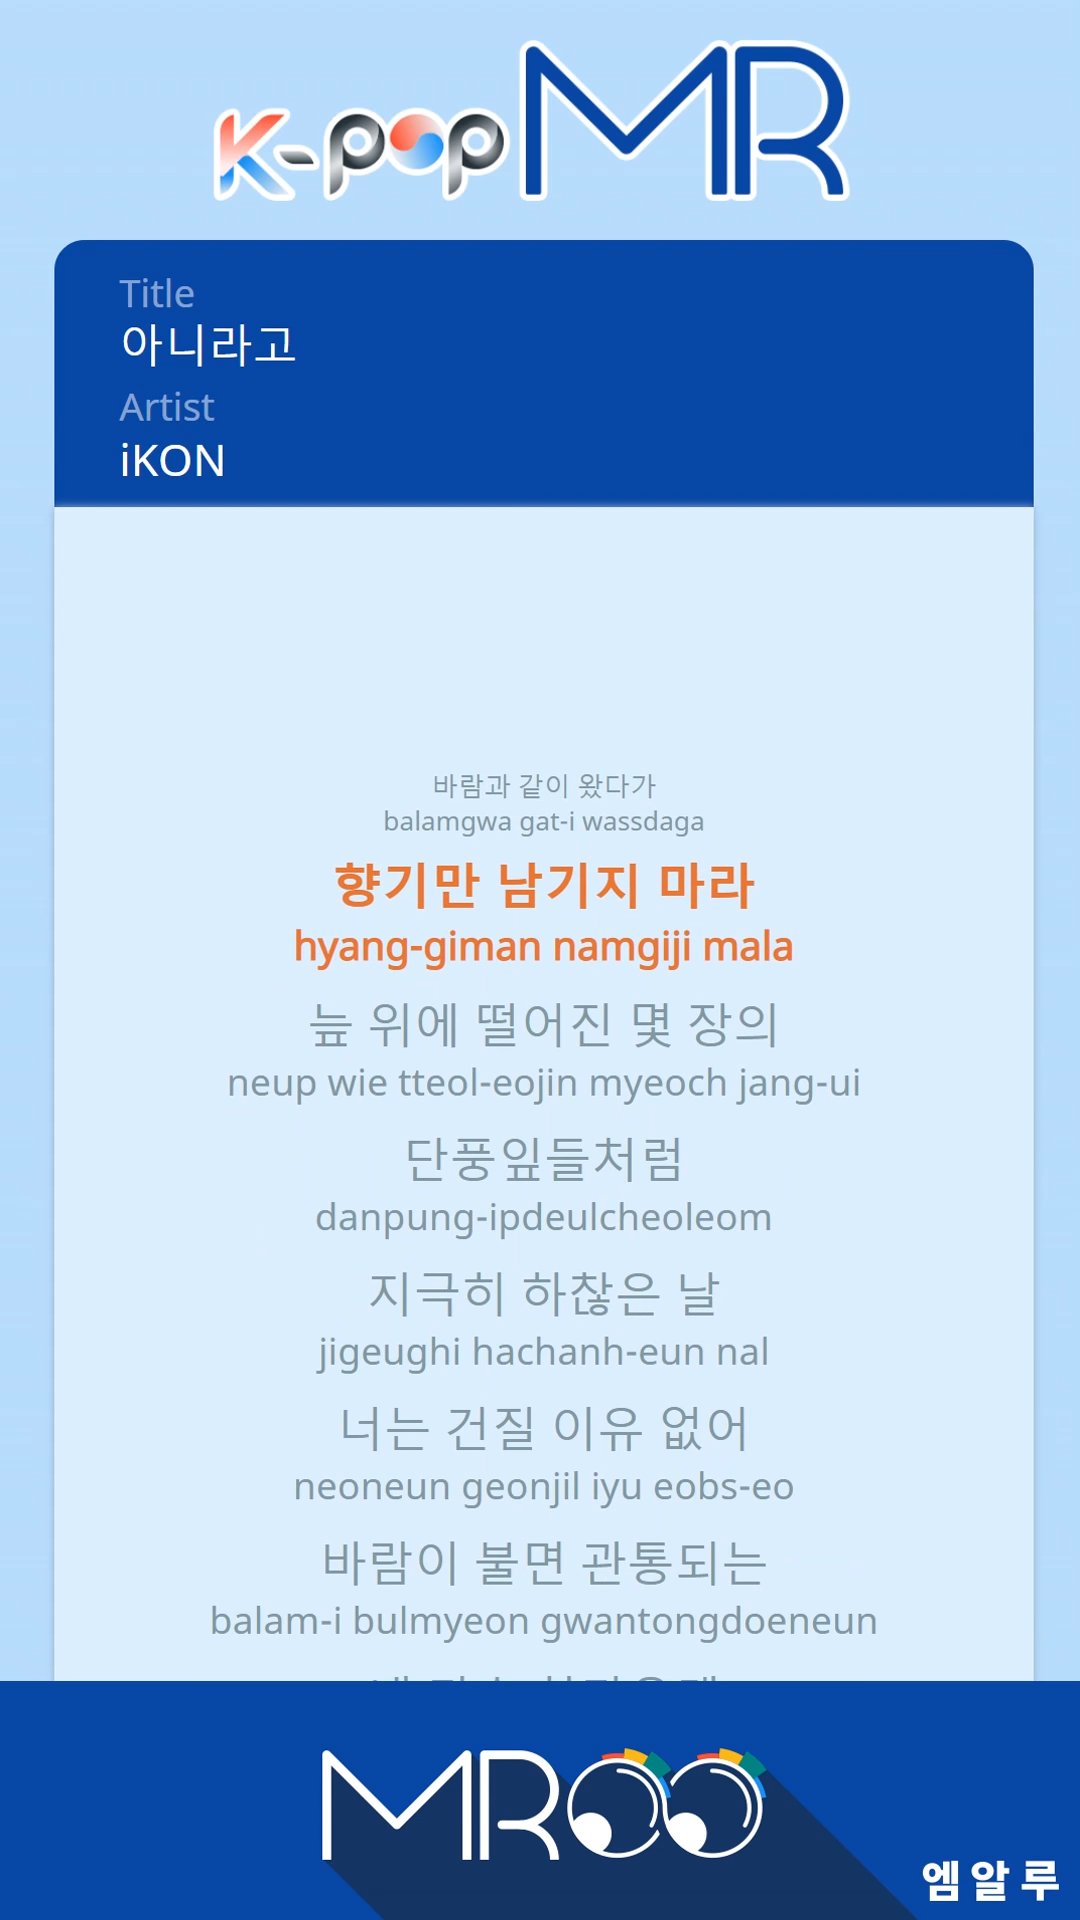 K-pop MR
Title
아니라고
Artist
iKON
바람과 같이 왔다가
balamgwa gat-i wassdaga
향기만 남기지 마라
hyang-giman namgiji mala
늪 위에 떨어진 몇 장의
neup wie tteol-eojin myeoch jang-ui
단풍잎들처럼
danpung-ipdeulcheoleom
지극히 하찮은 날
jigeughi hachanh-eun nal
너는 건질 이유 없어
neoneun geonjil iyu eobs-eo
바람이 불면 관통되는
balam-i bulmyeon gwantongdoeneun
MROO
엠알루